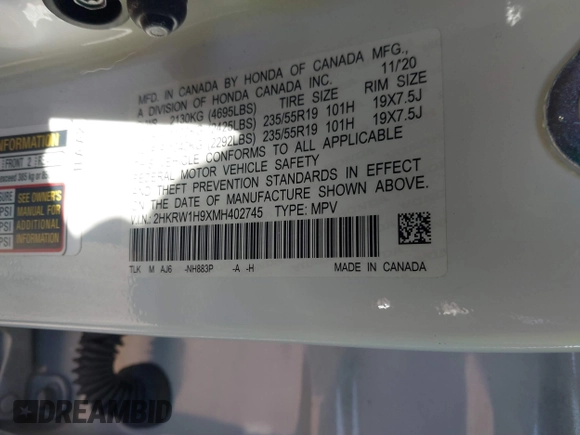 MFD. IN CANADA BY HONDA OF CANADA MFG.,
A DIVISION OF HONDA CANADA INC. 11/20
2130KG (4695LBS) TIRE SIZE RIM SIZE
235/55R19 101H 19X7.5J
(2292LBS) 235/55R19 101H 19X7.5J
CONFORMS TO ALL APPLICABLE
MOTOR VEHICLE SAFETY
AND THEFT PREVENTION STANDARDS IN EFFECT
ON THE DATE OF MANUFACTURE SHOWN ABOVE.
V.I.N.: 2HKRW1H9XMH402745 TYPE: MPV
TLK M AJ6 -NH883P -A -H MADE IN CANADA
INFORMATION
FRONT
SEE OWNER'S
PSI MANUAL FOR
PSI ADDITIONAL
PSI INFORMATION
DREAMBID